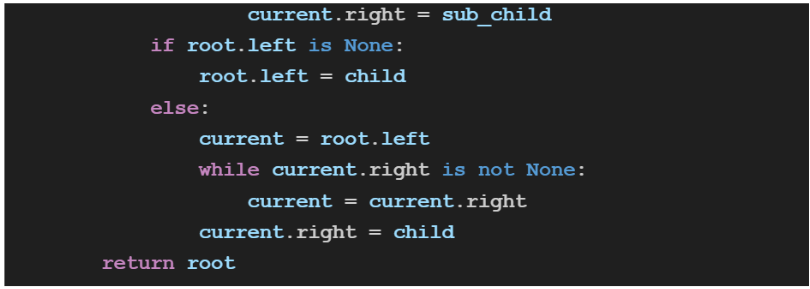 current.right = sub_child
    if root.left is None:
        root.left = child
    else:
        current = root.left
        while current.right is not None:
            current = current.right
        current.right = child
return root